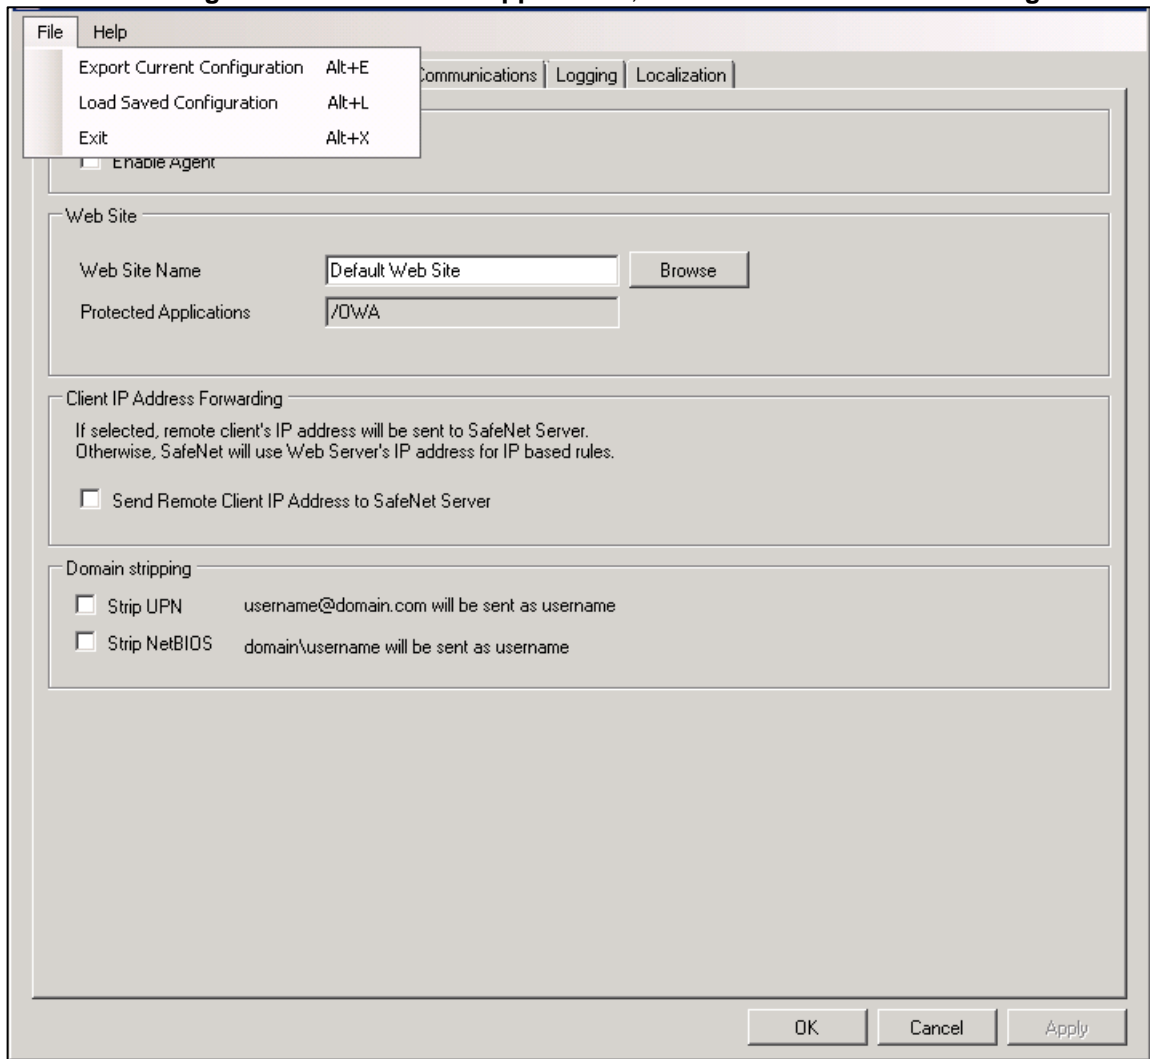 File Help
Export Current Configuration Alt+E
Load Saved Configuration Alt+L
Exit Alt+X
Communications Logging Localization
Enable Agent
Web Site
Web Site Name Default Web Site Browse
Protected Applications /OWA
Client IP Address Forwarding
If selected, remote client's IP address will be sent to SafeNet Server.
Otherwise, SafeNet will use Web Server's IP address for IP based rules.
Send Remote Client IP Address to SafeNet Server
Domain stripping
Strip UPN username@domain.com will be sent as username
Strip NetBIOS domain\username will be sent as username
OK Cancel Apply